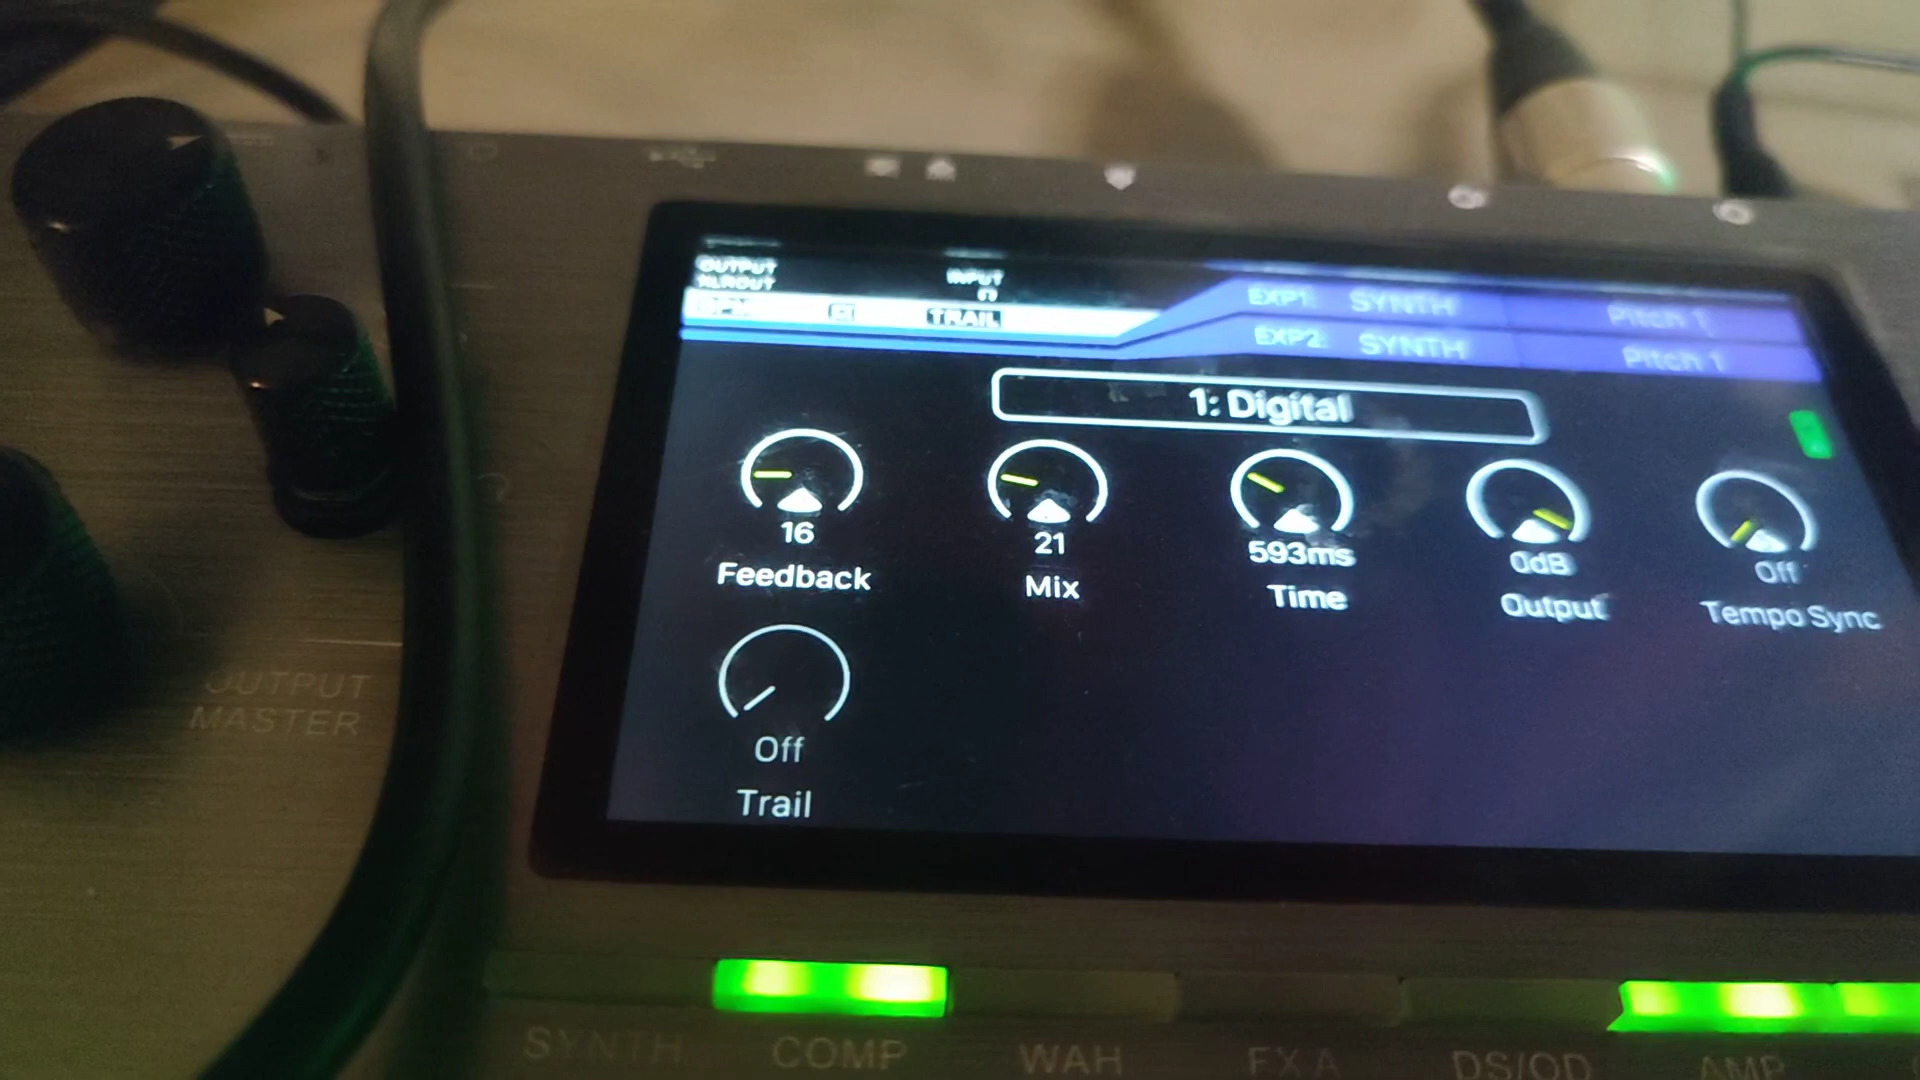 OUTPUT
INPUT
TRAIL
EXP1: SYNTH Pitch 1
EXP2: SYNTH Pitch 1
1: Digital
16
21
593ms
0dB
Off
Feedback
Mix
Time
Output
Tempo Sync
Off
Trail
OUTPUT
MASTER
SYNTH
COMP
WAH
FX A
DS/OD
AMP